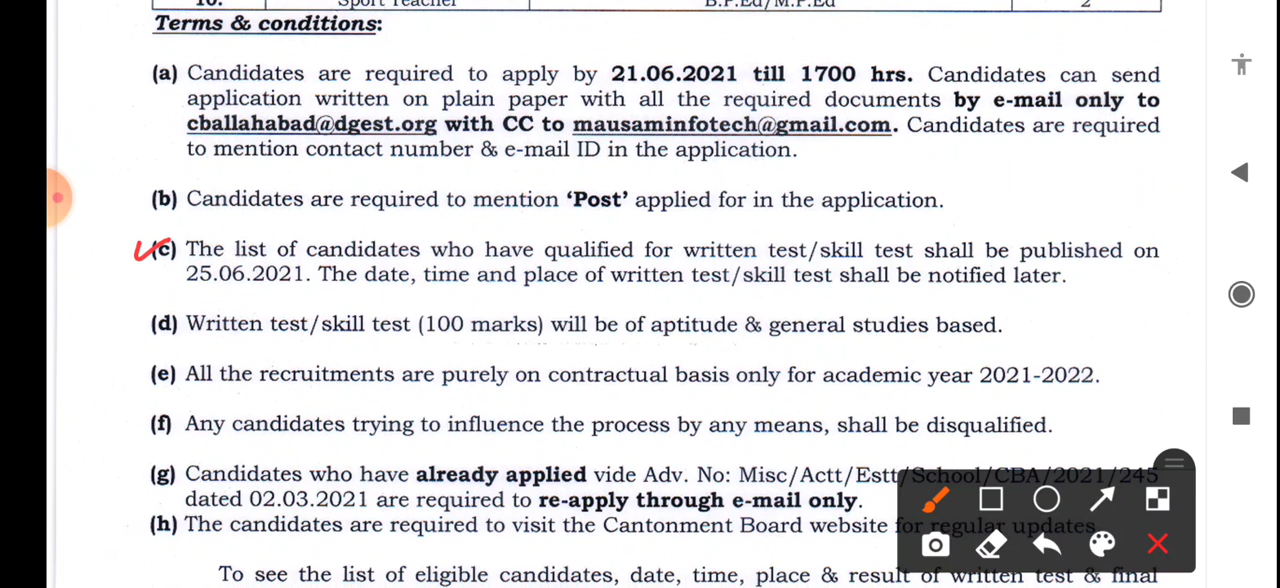 10. Sport Teacher B.P.Ed/M.P.Ed 2
Terms & conditions:
(a) Candidates are required to apply by 21.06.2021 till 1700 hrs. Candidates can send
application written on plain paper with all the required documents by e-mail only to
cballahabad@dgest.org with CC to mausaminfotech@gmail.com. Candidates are required
to mention contact number & e-mail ID in the application.
(b) Candidates are required to mention ‘Post’ applied for in the application.
(c) The list of candidates who have qualified for written test/skill test shall be published on
25.06.2021. The date, time and place of written test/skill test shall be notified later.
(d) Written test/skill test (100 marks) will be of aptitude & general studies based.
(e) All the recruitments are purely on contractual basis only for academic year 2021-2022.
(f) Any candidates trying to influence the process by any means, shall be disqualified.
(g) Candidates who have already applied vide Adv. No: Misc/Actt/Estt/School/CBA/2021/245
dated 02.03.2021 are required to re-apply through e-mail only.
(h) The candidates are required to visit the Cantonment Board website for regular updates.
To see the list of eligible candidates, date, time, place & result of written test & final